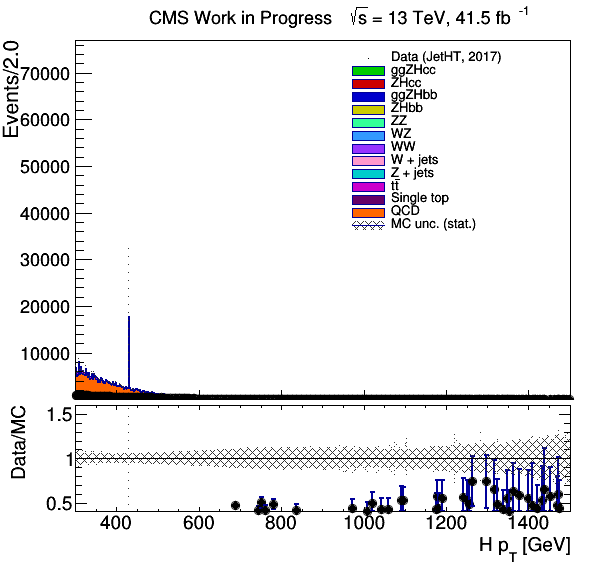 CMS Work in Progress √s = 13 TeV, 41.5 fb⁻¹
Events/2.0
70000
60000
50000
40000
30000
20000
10000
Data (JetHT, 2017)
ggZHcc
ZHcc
ggZHbb
ZHbb
ZZ
WZ
WW
W + jets
Z + jets
tt̄
Single top
QCD
MC unc. (stat.)
Data/MC
1.5
1
0.5
400 600 800 1000 1200 1400
H p_T [GeV]